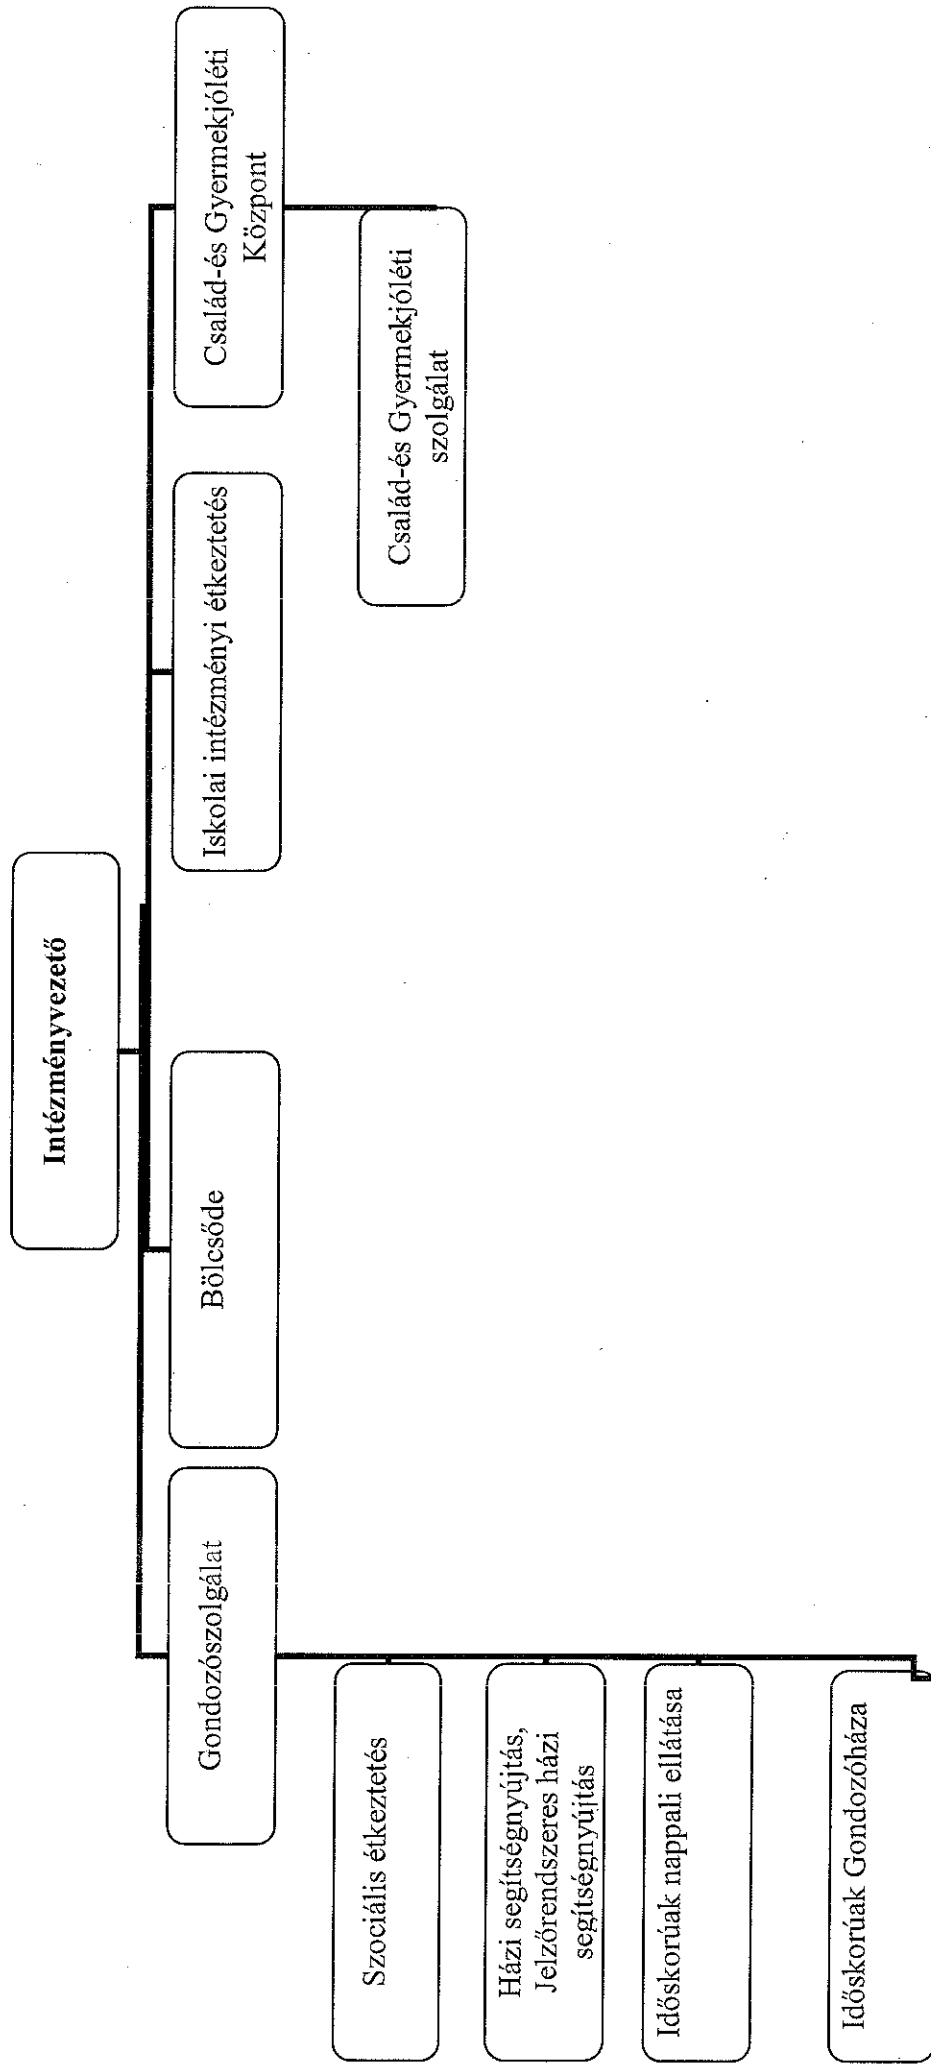 Intézményvezető
Gondozószolgálat
Bölcsőde
Iskolai intézményi étkeztetés
Család-és Gyermekjóléti
Központ
Szociális étkeztetés
Házi segítségnyújtás,
Jelzőrendszeres házi
segítségnyújtás
Időskorúak nappali ellátása
Időskorúak Gondozóháza
Család-és Gyermekjóléti
szolgálat